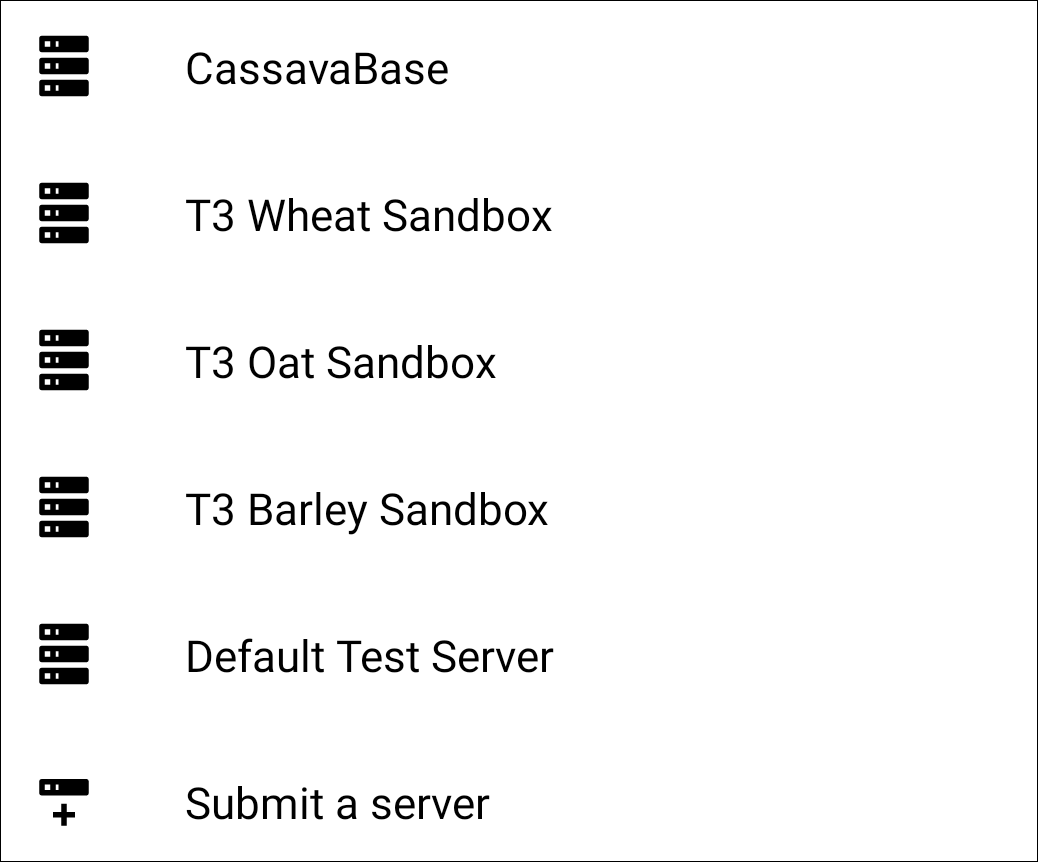 CassavaBase
T3 Wheat Sandbox
T3 Oat Sandbox
T3 Barley Sandbox
Default Test Server
Submit a server